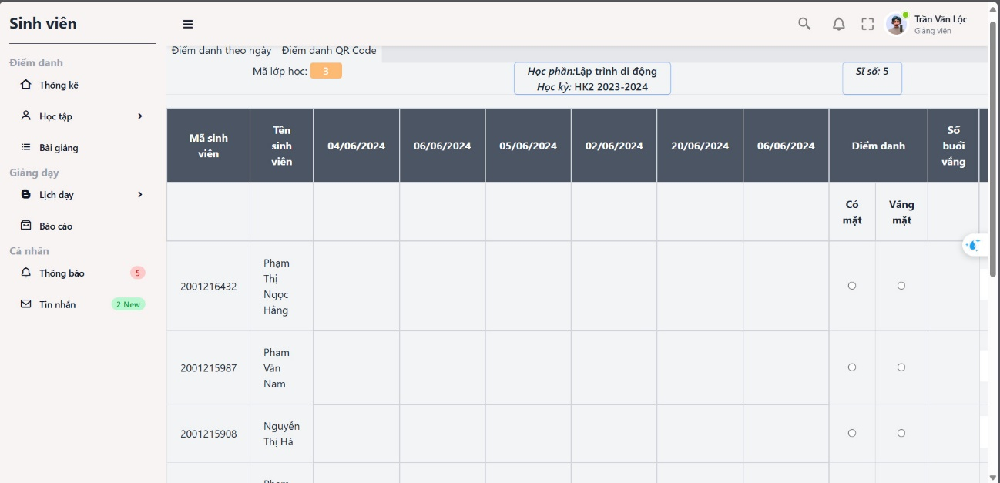 Sinh viên
Trần Văn Lộc
Giảng viên
Điểm danh
Thống kê
Học tập
Bài giảng
Giảng dạy
Lịch dạy
Báo cáo
Cá nhân
Thông báo 5
Tin nhắn 2 New
Điểm danh theo ngày Điểm danh QR Code
Mã lớp học: 3
Học phần:Lập trình di động
Học kỳ: HK2 2023-2024
Sĩ số: 5
Mã sinh
viên
Tên
sinh
viên
04/06/2024
06/06/2024
05/06/2024
02/06/2024
20/06/2024
06/06/2024
Điểm danh
Số
buổi
vắng
Có
mặt
Vắng
mặt
2001216432
Phạm
Thị
Ngọc
Hằng
2001215987
Phạm
Văn
Nam
2001215908
Nguyễn
Thị Hà